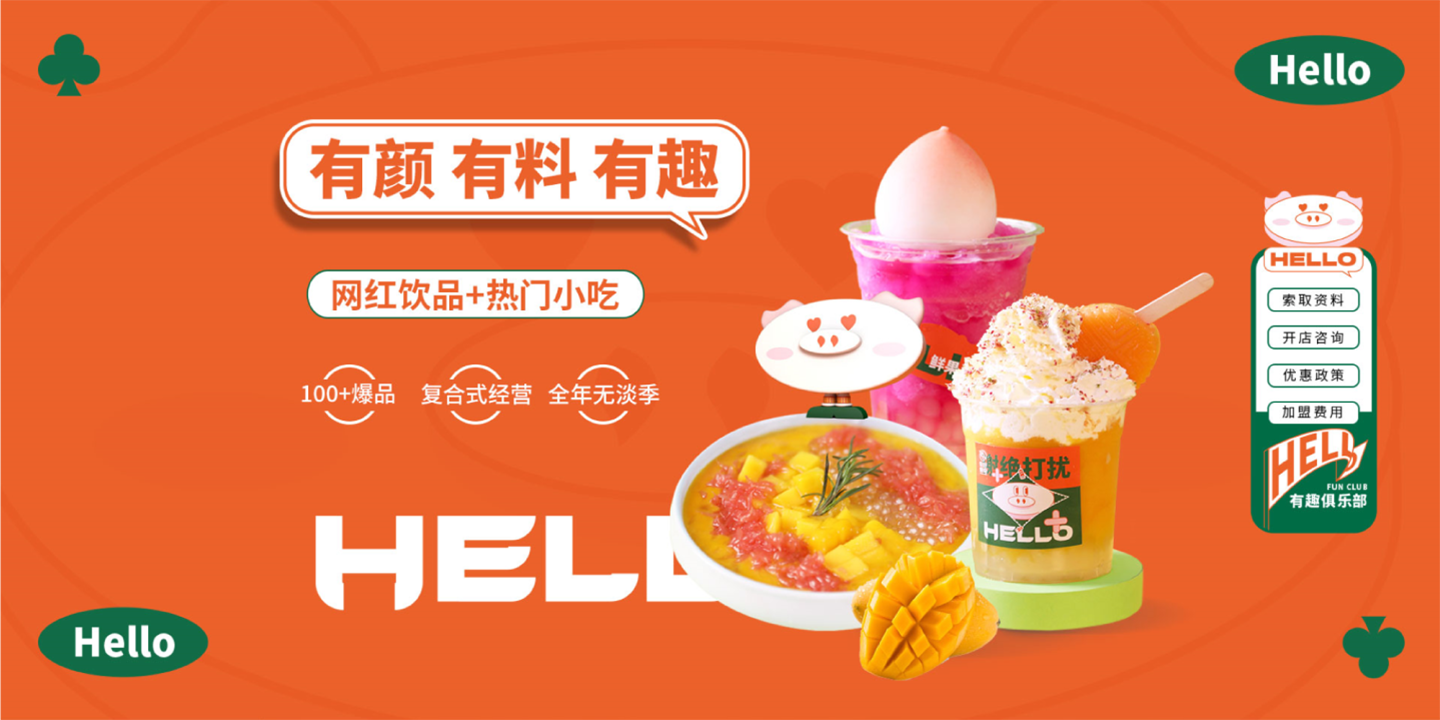 Hello
有颜 有料 有趣
网红饮品+热门小吃
100+爆品 复合式经营 全年无淡季
鲜果
谢绝打扰
HELLO
HELL
HELLO
索取资料
开店咨询
优惠政策
加盟费用
HELL
FUN CLUB
有趣俱乐部
Hello